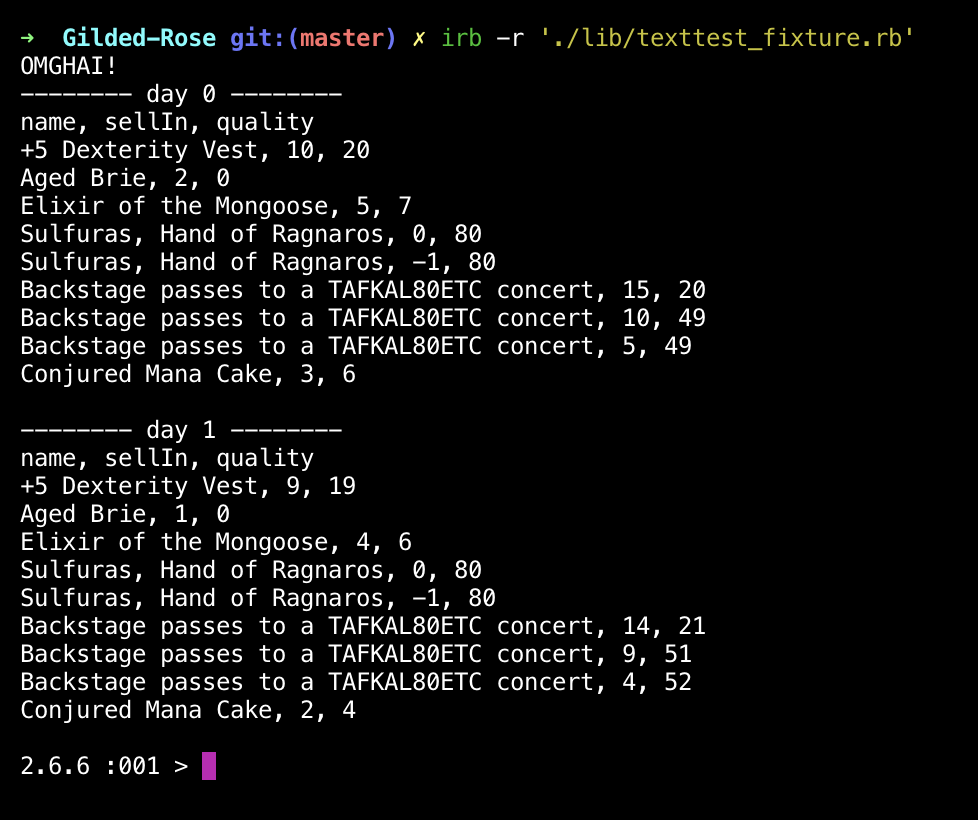 → Gilded-Rose git:(master) ✗ irb -r './lib/texttest_fixture.rb'
OMGHAI!
-------- day 0 --------
name, sellIn, quality
+5 Dexterity Vest, 10, 20
Aged Brie, 2, 0
Elixir of the Mongoose, 5, 7
Sulfuras, Hand of Ragnaros, 0, 80
Sulfuras, Hand of Ragnaros, -1, 80
Backstage passes to a TAFKAL80ETC concert, 15, 20
Backstage passes to a TAFKAL80ETC concert, 10, 49
Backstage passes to a TAFKAL80ETC concert, 5, 49
Conjured Mana Cake, 3, 6
-------- day 1 --------
name, sellIn, quality
+5 Dexterity Vest, 9, 19
Aged Brie, 1, 0
Elixir of the Mongoose, 4, 6
Sulfuras, Hand of Ragnaros, 0, 80
Sulfuras, Hand of Ragnaros, -1, 80
Backstage passes to a TAFKAL80ETC concert, 14, 21
Backstage passes to a TAFKAL80ETC concert, 9, 51
Backstage passes to a TAFKAL80ETC concert, 4, 52
Conjured Mana Cake, 2, 4
2.6.6 :001 >